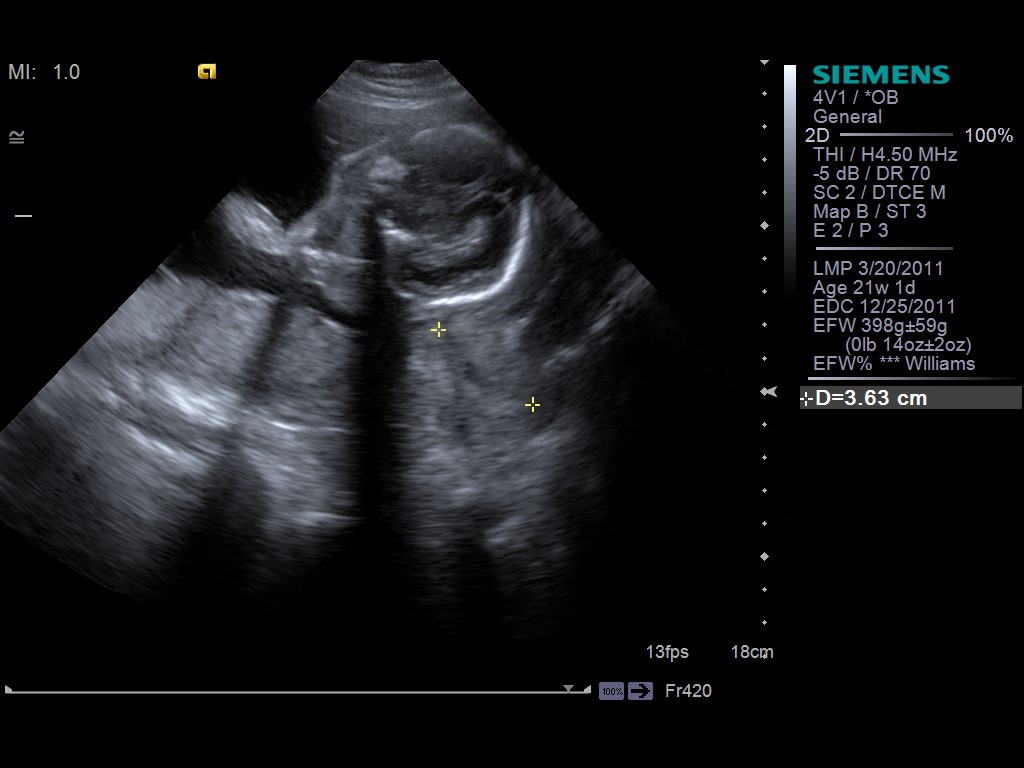 MI: 1.0
SIEMENS
4V1 / *OB
General
2D 100%
THI / H4.50 MHz
-5 dB / DR 70
SC 2 / DTCE M
Map B / ST 3
E 2 / P 3
LMP 3/20/2011
Age 21w 1d
EDC 12/25/2011
EFW 398g±59g
(0lb 14oz±2oz)
EFW% *** Williams
D=3.63 cm
13fps 18cm
100% Fr420